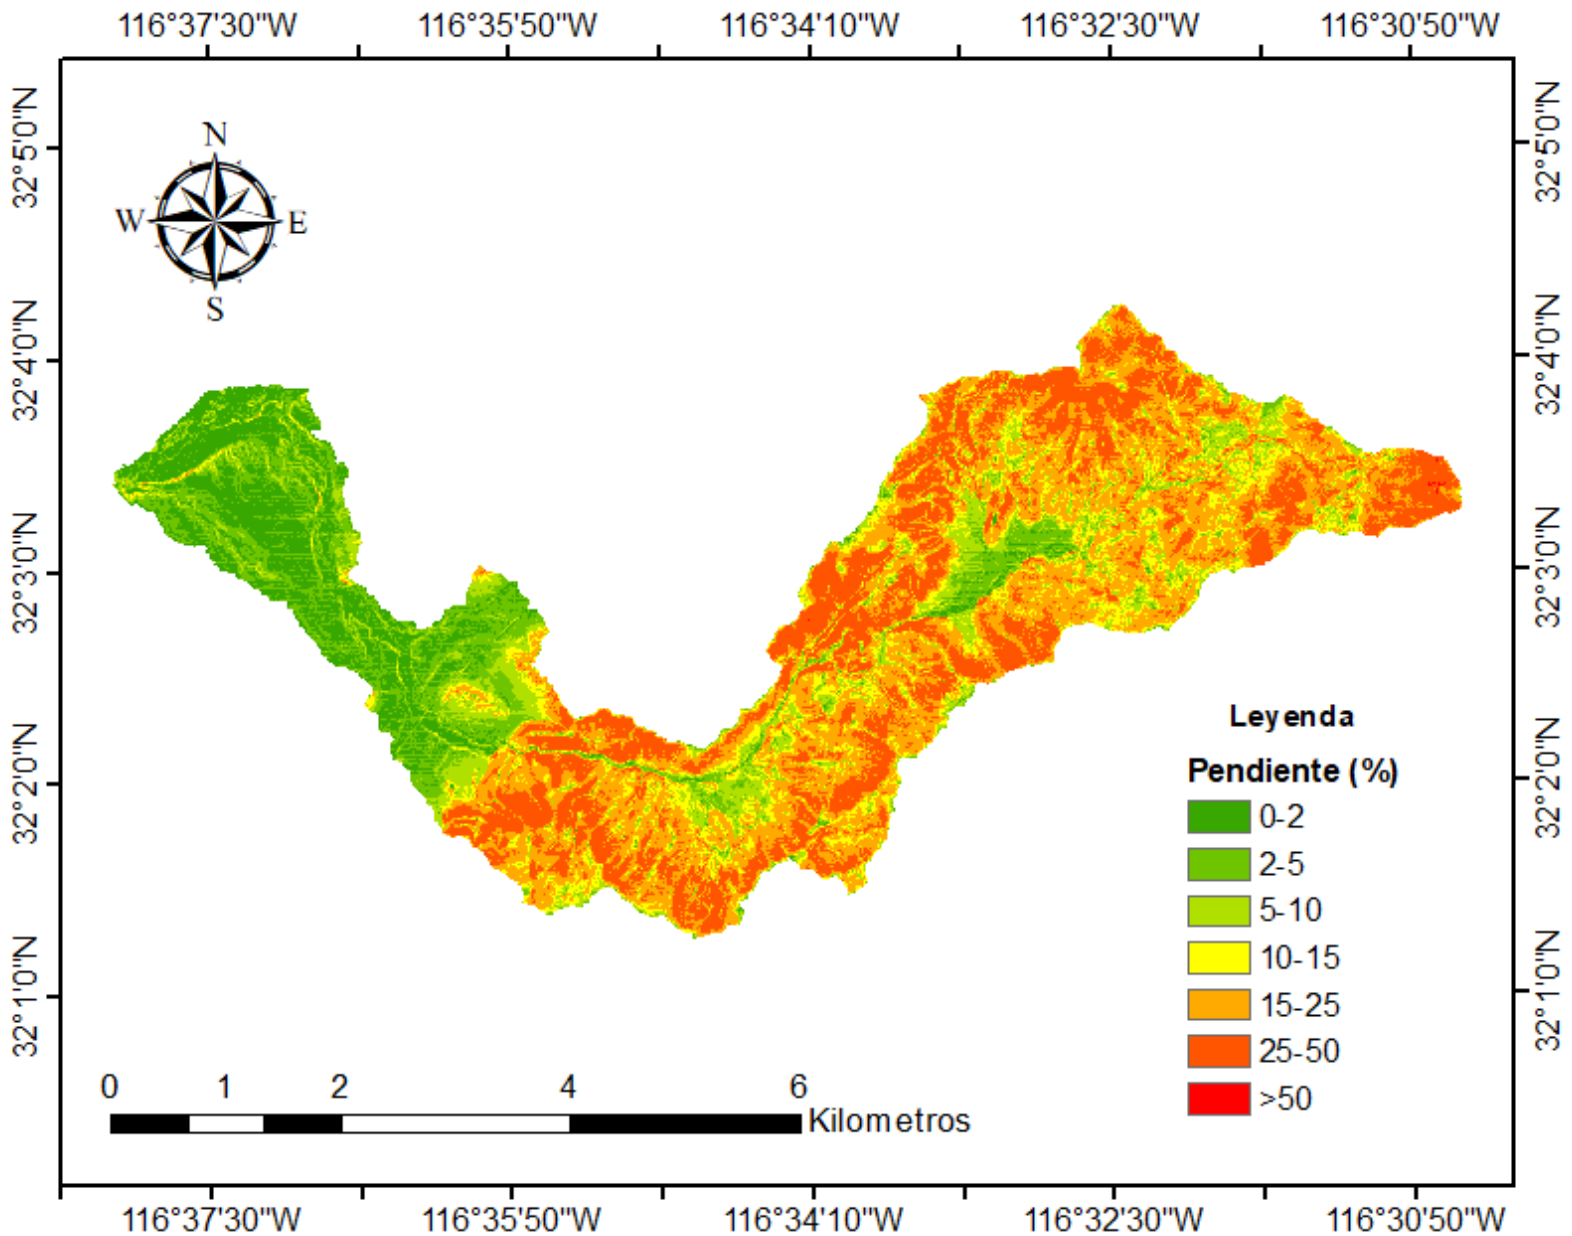 116°37'30"W 116°35'50"W 116°34'10"W 116°32'30"W 116°30'50"W
32°5'0"N
32°4'0"N
32°3'0"N
32°2'0"N
32°1'0"N
N
W E
S
32°5'0"N
32°4'0"N
32°3'0"N
32°2'0"N
32°1'0"N
Leyenda
Pendiente (%)
0-2
2-5
5-10
10-15
15-25
25-50
>50
0 1 2 4 6
Kilometros
116°37'30"W 116°35'50"W 116°34'10"W 116°32'30"W 116°30'50"W